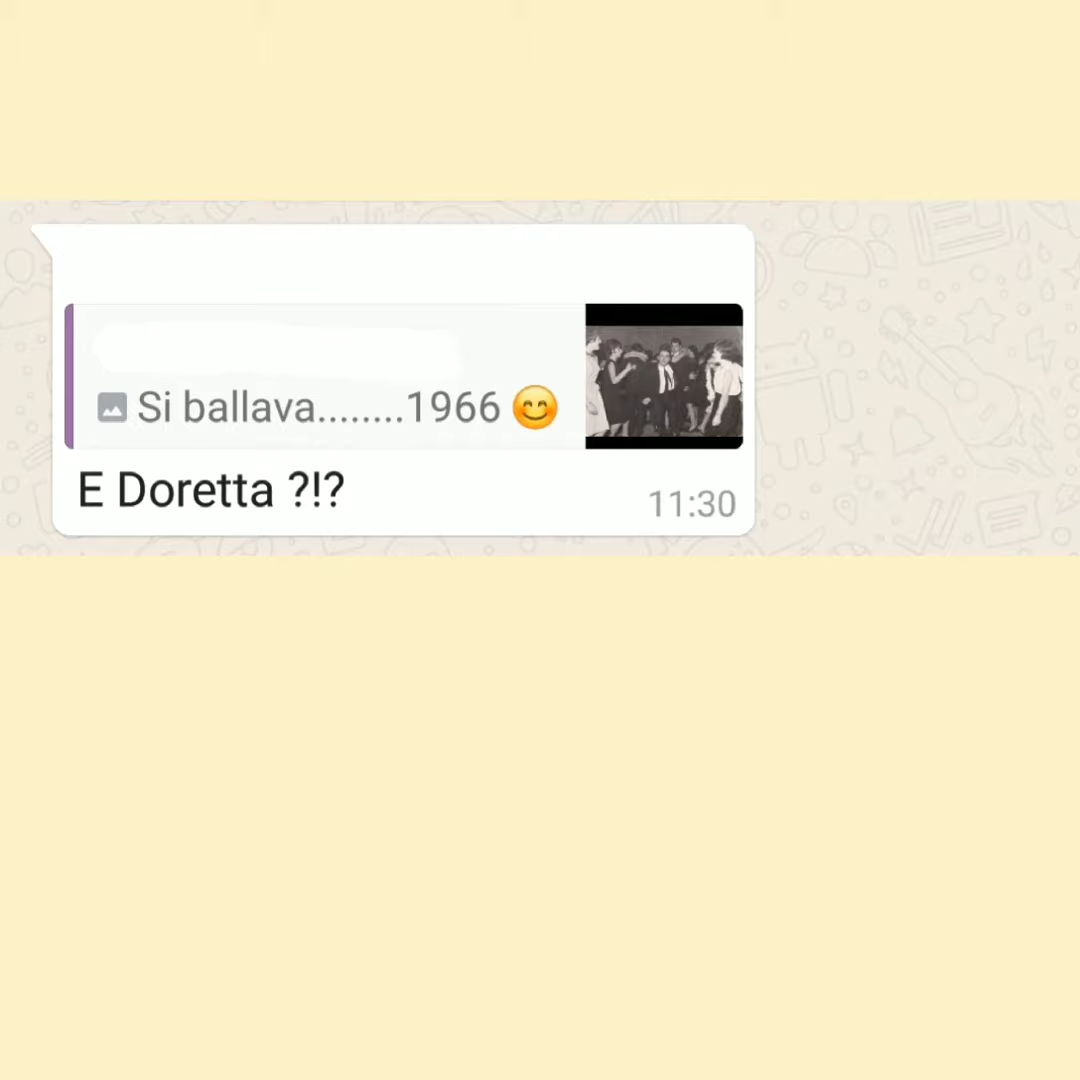 Si ballava........1966 😊
E Doretta ?!?
11:30